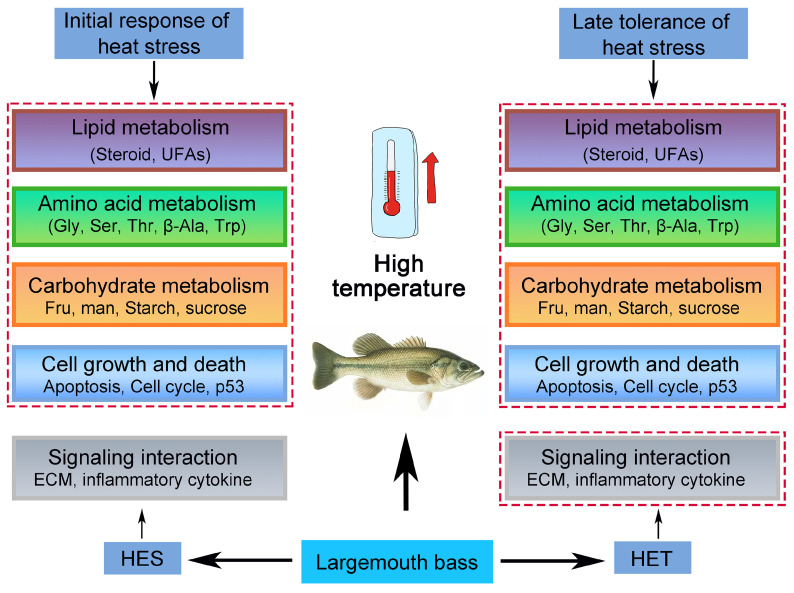 Initial response of
heat stress
Lipid metabolism
(Steroid, UFAs)
Amino acid metabolism
(Gly, Ser, Thr, β-Ala, Trp)
Carbohydrate metabolism
Fru, man, Starch, sucrose
Cell growth and death
Apoptosis, Cell cycle, p53
Signaling interaction
ECM, inflammatory cytokine
HES
High
temperature
Largemouth bass
Late tolerance of
heat stress
Lipid metabolism
(Steroid, UFAs)
Amino acid metabolism
(Gly, Ser, Thr, β-Ala, Trp)
Carbohydrate metabolism
Fru, man, Starch, sucrose
Cell growth and death
Apoptosis, Cell cycle, p53
Signaling interaction
ECM, inflammatory cytokine
HET